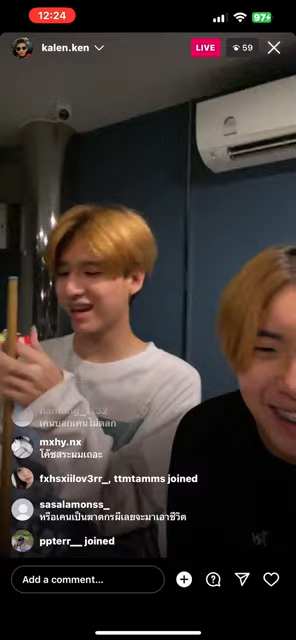 12:24
97+
kalen.ken
LIVE
59
เคนบอกเคนไม่ตลก
mxhy.nx
โค้ชสระผมเถอะ
fxhsxiilov3rr_, ttmtamms joined
sasalamonss_
หรือเคนเป็นฆาตกรผีเลยจะมาเอาชีวิต
ppterr__ joined
Add a comment...